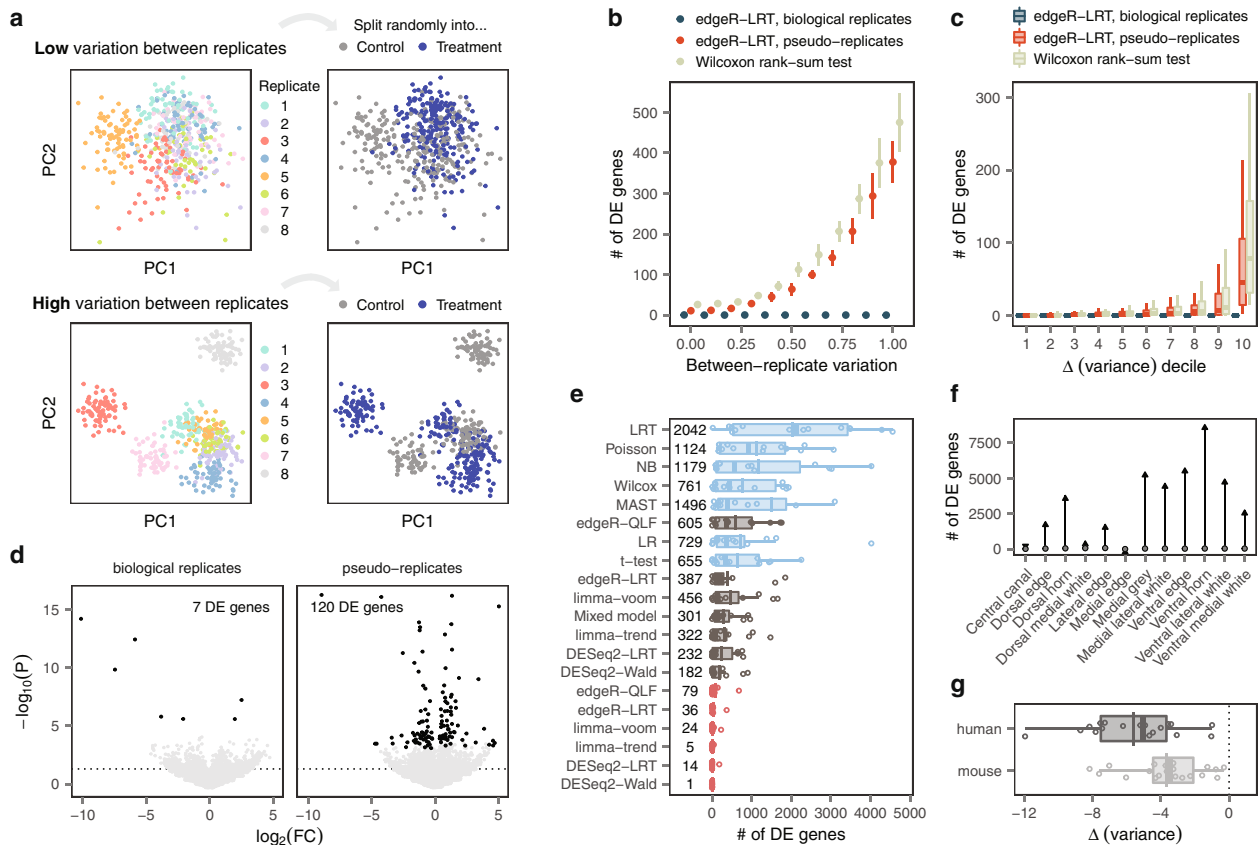 a
Split randomly into...
Low variation between replicates
Control Treatment
Replicate
1
2
3
4
5
6
7
8
PC2
PC1
PC1
High variation between replicates
Control Treatment
1
2
3
4
5
6
7
8
PC2
PC1
PC1
b
edgeR−LRT, biological replicates
edgeR−LRT, pseudo−replicates
Wilcoxon rank−sum test
# of DE genes
500
400
300
200
100
0
0.00 0.25 0.50 0.75 1.00
Between−replicate variation
c
edgeR−LRT, biological replicates
edgeR−LRT, pseudo−replicates
Wilcoxon rank−sum test
# of DE genes
300
200
100
0
1 2 3 4 5 6 7 8 9 10
Δ (variance) decile
d
biological replicates
pseudo−replicates
7 DE genes
120 DE genes
−log10(P)
15
10
5
0
−10 −5 0 5
−10 −5 0 5
log2(FC)
e
LRT 2042
Poisson 1124
NB 1179
Wilcox 761
MAST 1496
edgeR−QLF 605
LR 729
t−test 655
edgeR−LRT 387
limma−voom 456
Mixed model 301
limma−trend 322
DESeq2−LRT 232
DESeq2−Wald 182
edgeR−QLF 79
edgeR−LRT 36
limma−voom 24
limma−trend 5
DESeq2−LRT 14
DESeq2−Wald 1
0 1000 2000 3000 4000 5000
# of DE genes
f
# of DE genes
7500
5000
2500
0
Central canal
Dorsal edge
Dorsal horn
Dorsal medial white
Lateral edge
Medial edge
Medial grey
Medial lateral white
Ventral edge
Ventral horn
Ventral lateral white
Ventral medial white
g
human
mouse
−12 −8 −4 0
Δ (variance)